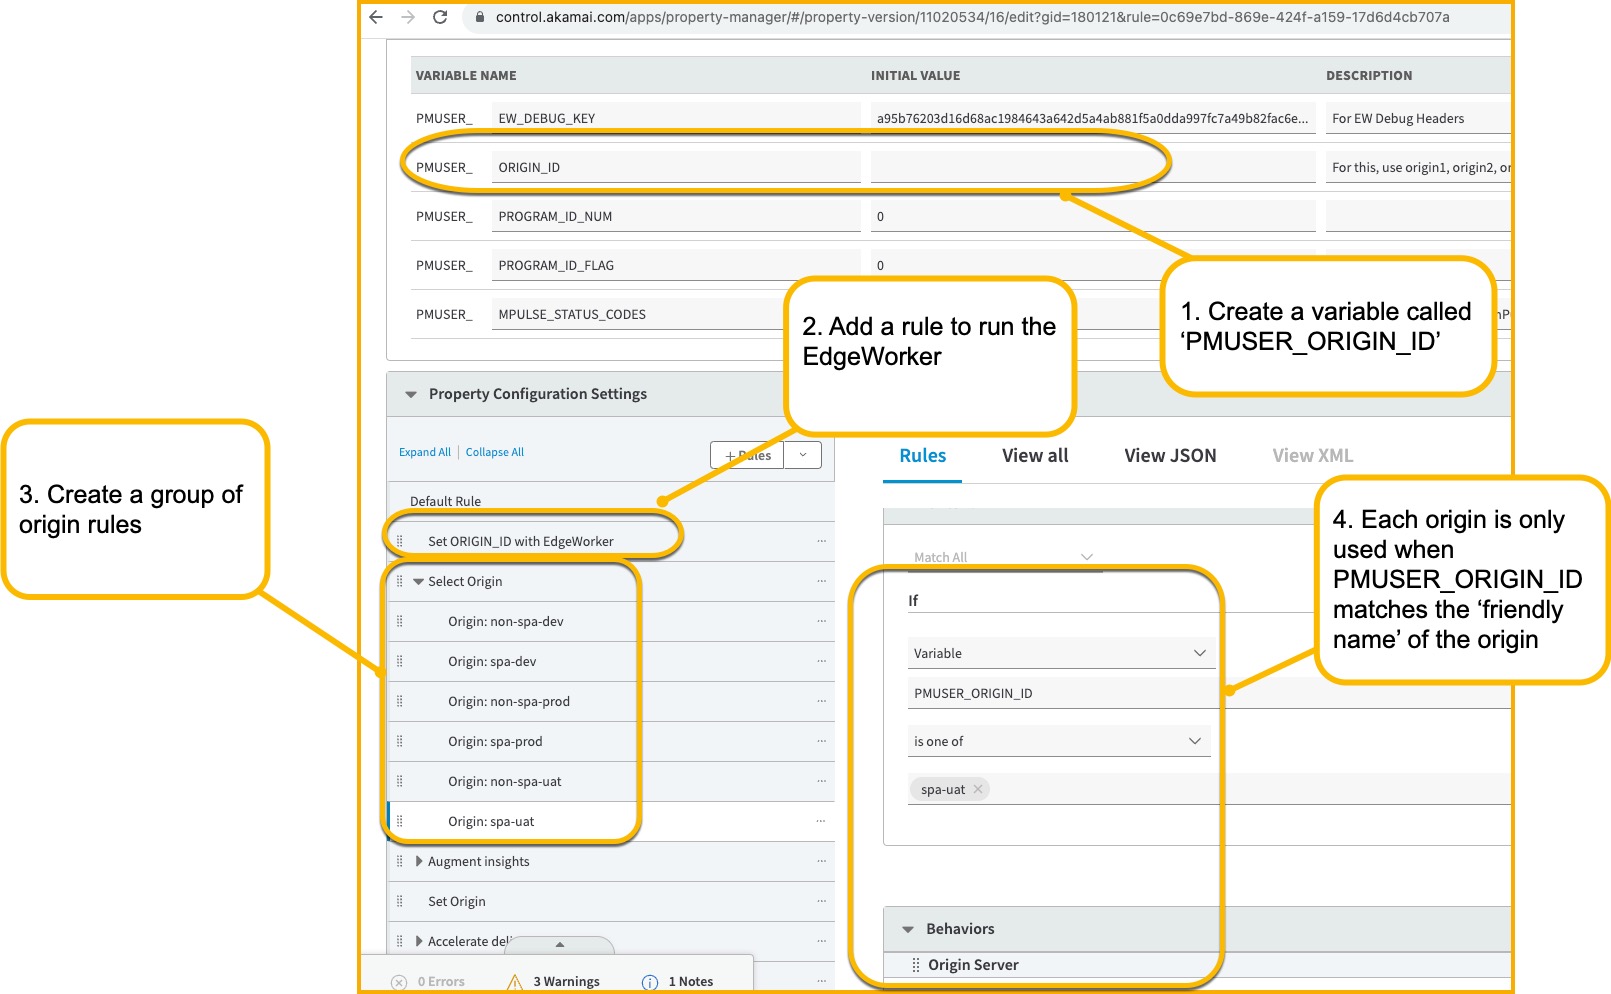 control.akamai.com/apps/property-manager/#/property-version/11020534/16/edit?gid=180121&rule=0c69e7bd-869e-424f-a159-17d6d4cb707a
VARIABLE NAME INITIAL VALUE DESCRIPTION
PMUSER_ EW_DEBUG_KEY a95b76203d16d68ac1984643a642d5a4ab881f5a0dda997fc7a49b82fac6e... For EW Debug Headers
PMUSER_ ORIGIN_ID For this, use origin1, origin2, or
PMUSER_ PROGRAM_ID_NUM 0
PMUSER_ PROGRAM_ID_FLAG 0
PMUSER_ MPULSE_STATUS_CODES
1. Create a variable called
‘PMUSER_ORIGIN_ID’
2. Add a rule to run the
EdgeWorker
3. Create a group of
origin rules
4. Each origin is only
used when
PMUSER_ORIGIN_ID
matches the ‘friendly
name’ of the origin
Property Configuration Settings
Expand All | Collapse All
+ Rules
Default Rule
Set ORIGIN_ID with EdgeWorker ...
Select Origin ...
Origin: non-spa-dev ...
Origin: spa-dev ...
Origin: non-spa-prod ...
Origin: spa-prod ...
Origin: non-spa-uat ...
Origin: spa-uat ...
Augment insights ...
Set Origin ...
Accelerate deli ...
0 Errors 3 Warnings 1 Notes ...
Rules View all View JSON View XML
Match All
If
Variable
PMUSER_ORIGIN_ID
is one of
spa-uat ×
Behaviors
Origin Server